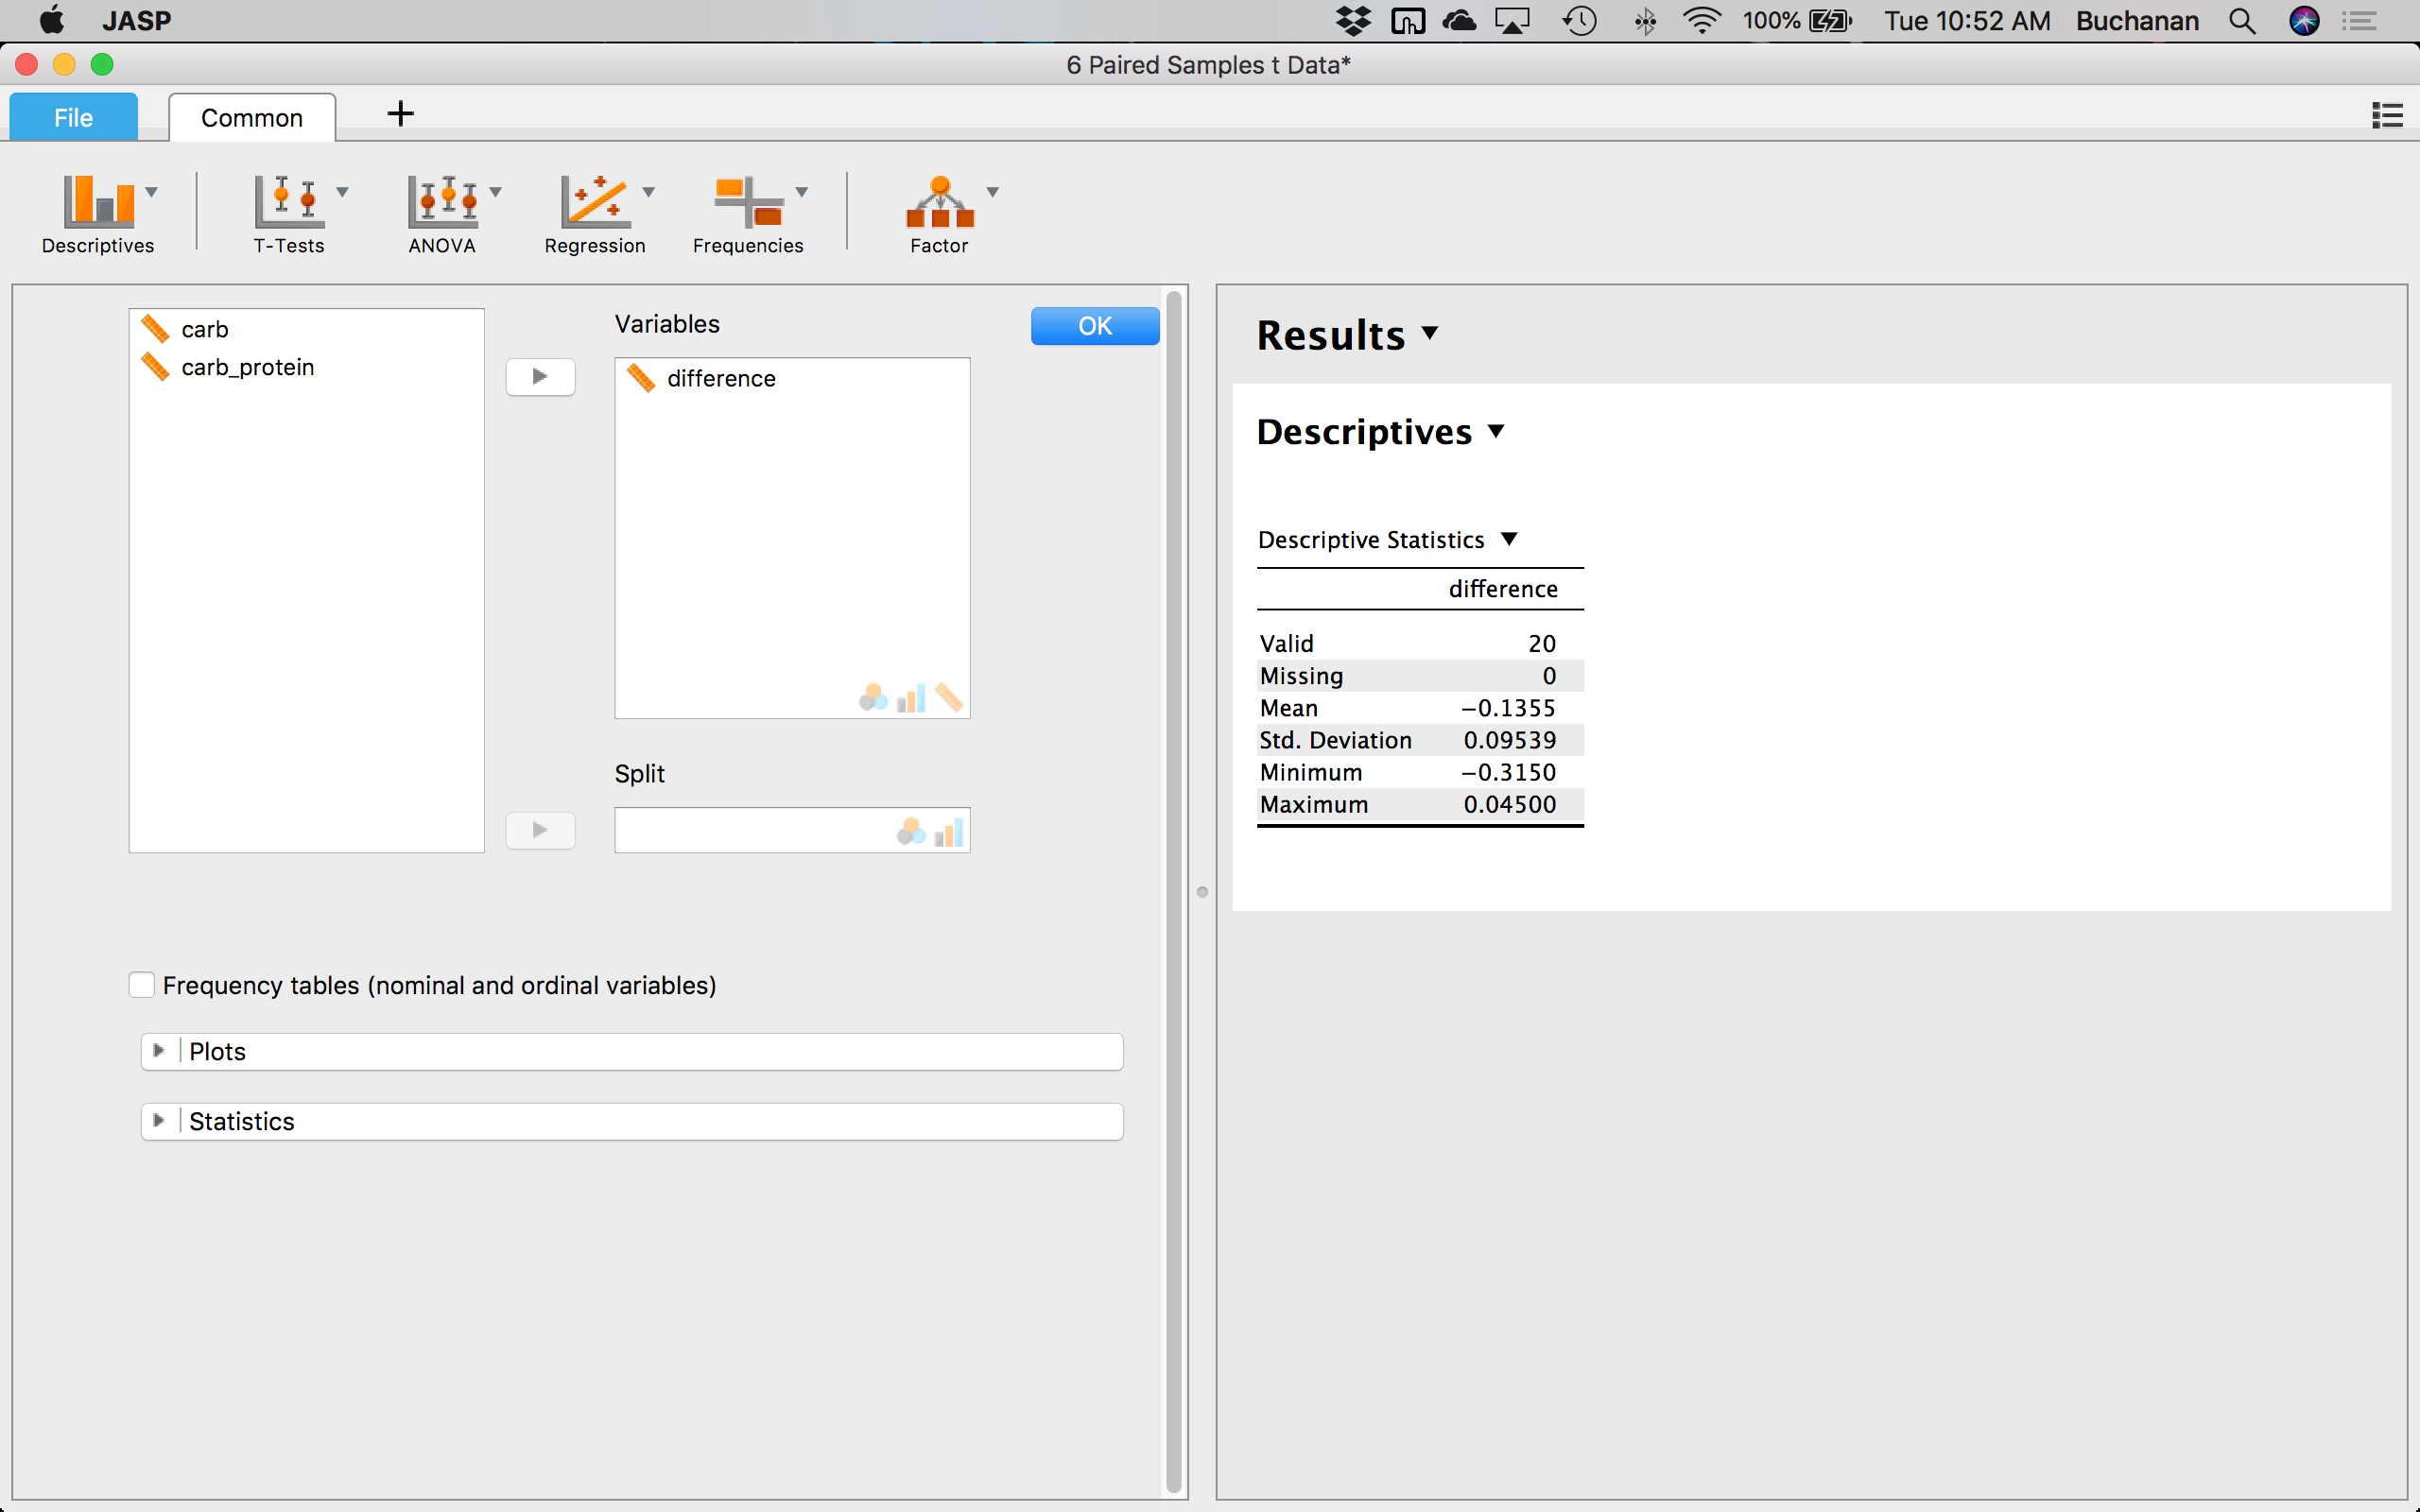 JASP 100% Tue 10:52 AM Buchanan
6 Paired Samples t Data*
File Common +
Descriptives T-Tests ANOVA Regression Frequencies Factor
carb
carb_protein
Variables
OK
difference
Split
Frequency tables (nominal and ordinal variables)
Plots
Statistics
Results
Descriptives
Descriptive Statistics
difference
Valid 20
Missing 0
Mean −0.1355
Std. Deviation 0.09539
Minimum −0.3150
Maximum 0.04500